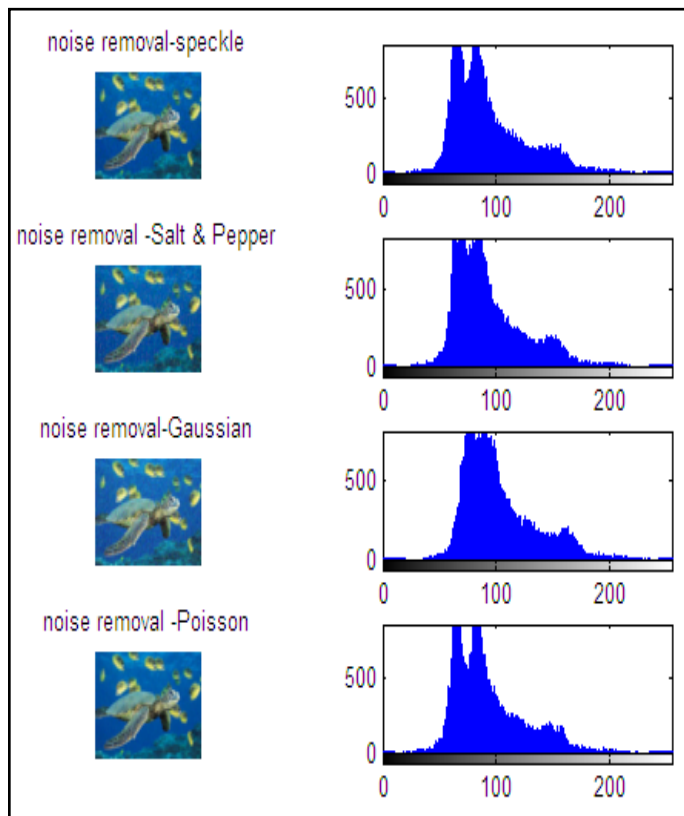 noise removal-speckle
500
0
0 100 200
noise removal -Salt & Pepper
500
0
0 100 200
noise removal-Gaussian
500
0
0 100 200
noise removal -Poisson
500
0
0 100 200